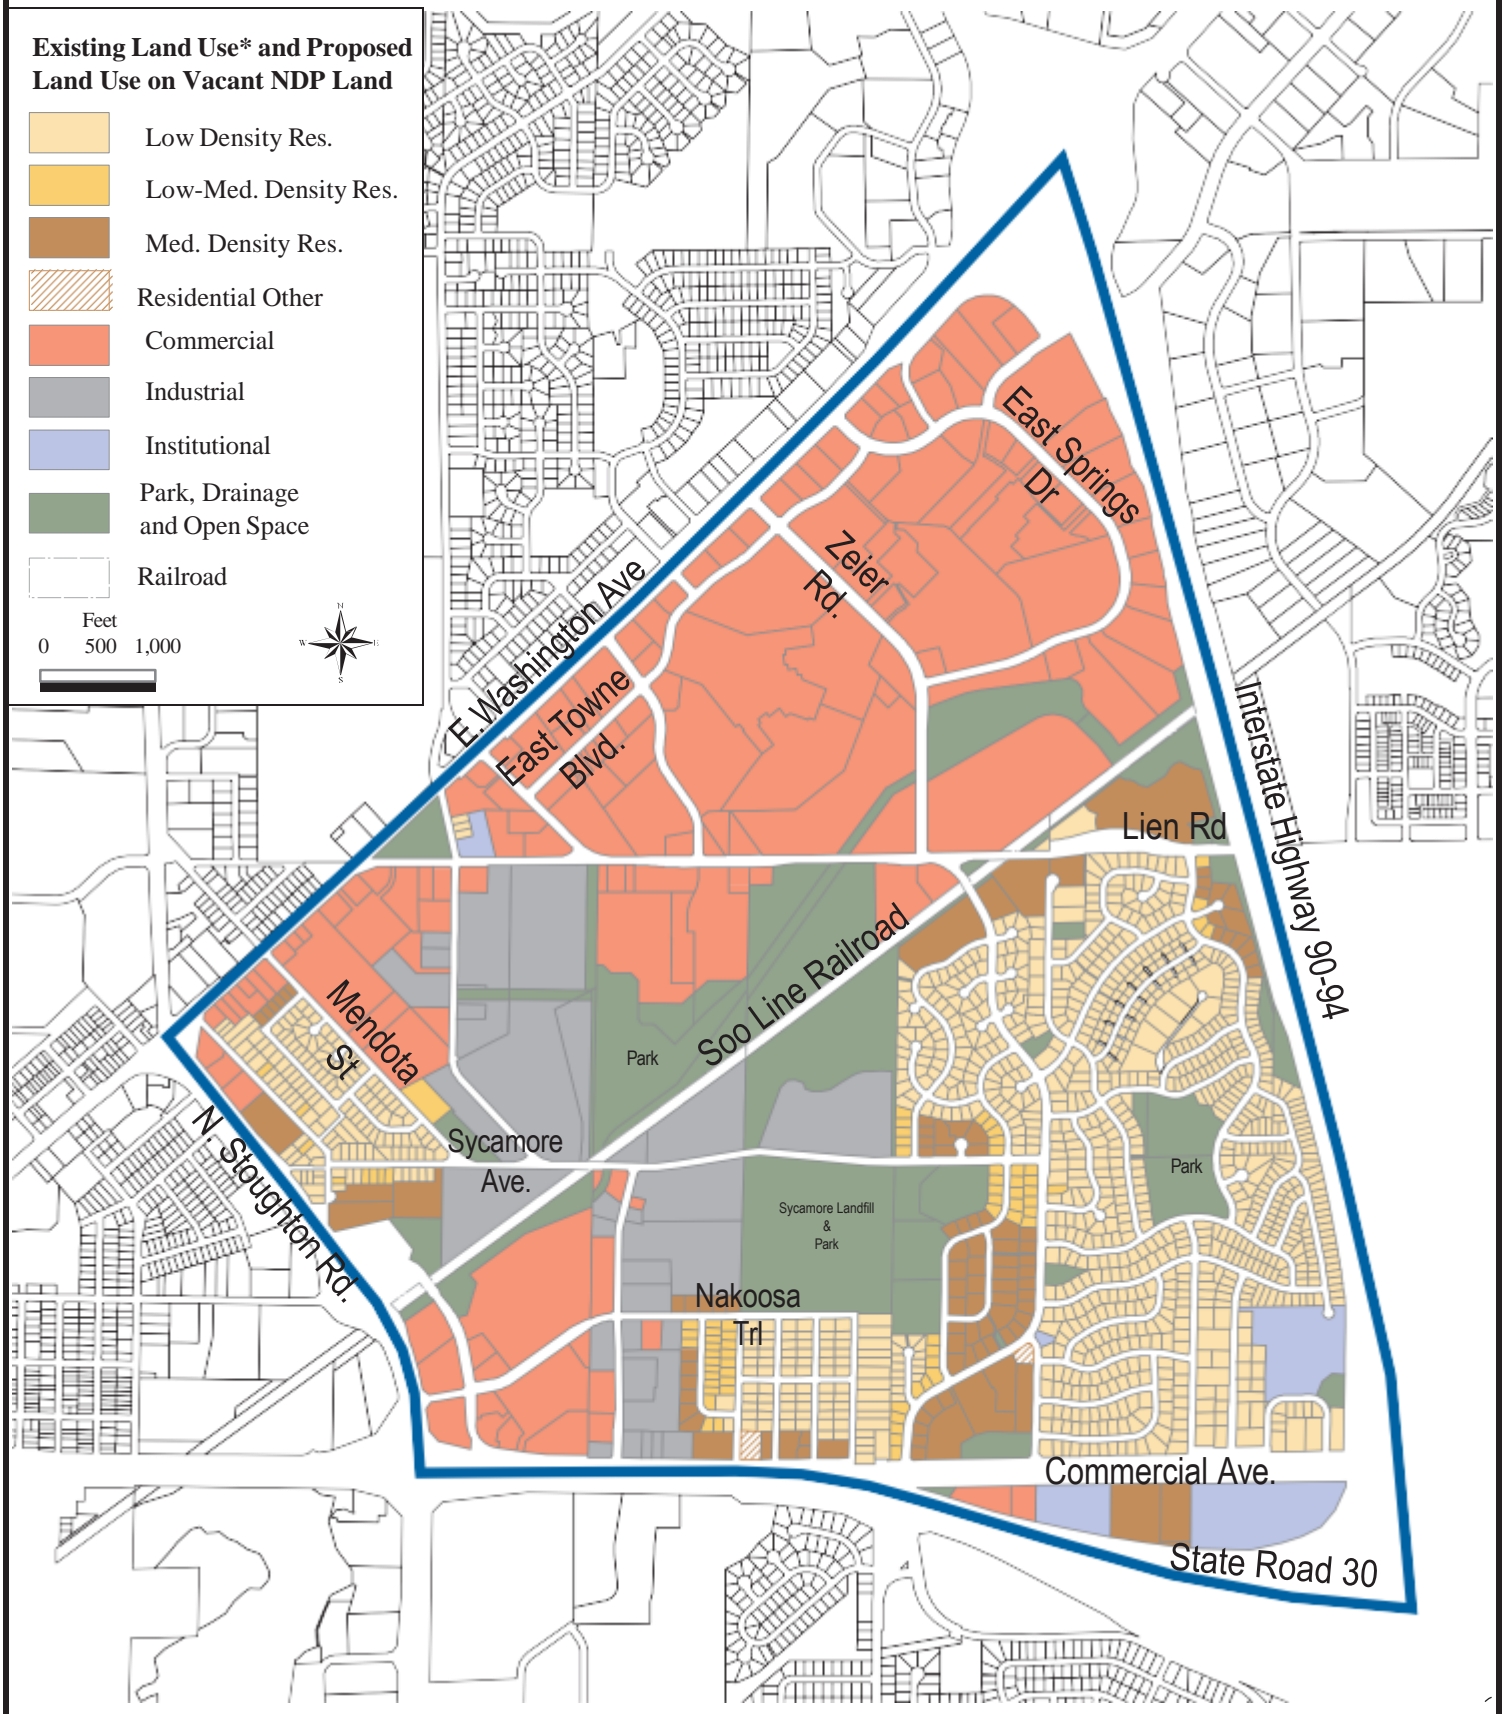 Existing Land Use* and Proposed
Land Use on Vacant NDP Land
Low Density Res.
Low-Med. Density Res.
Med. Density Res.
Residential Other
Commercial
Industrial
Institutional
Park, Drainage
and Open Space
Railroad
Feet
0 500 1,000
N
W E
S
East Springs
Dr
Zeier
Rd.
E. Washington Ave
East Towne
Blvd.
Interstate Highway 90-94
Lien Rd
Soo Line Railroad
Mendota
St
Park
N. Stoughton Rd.
Sycamore
Ave.
Park
Sycamore Landfill
&
Park
Nakoosa
Trl
Commercial Ave.
State Road 30